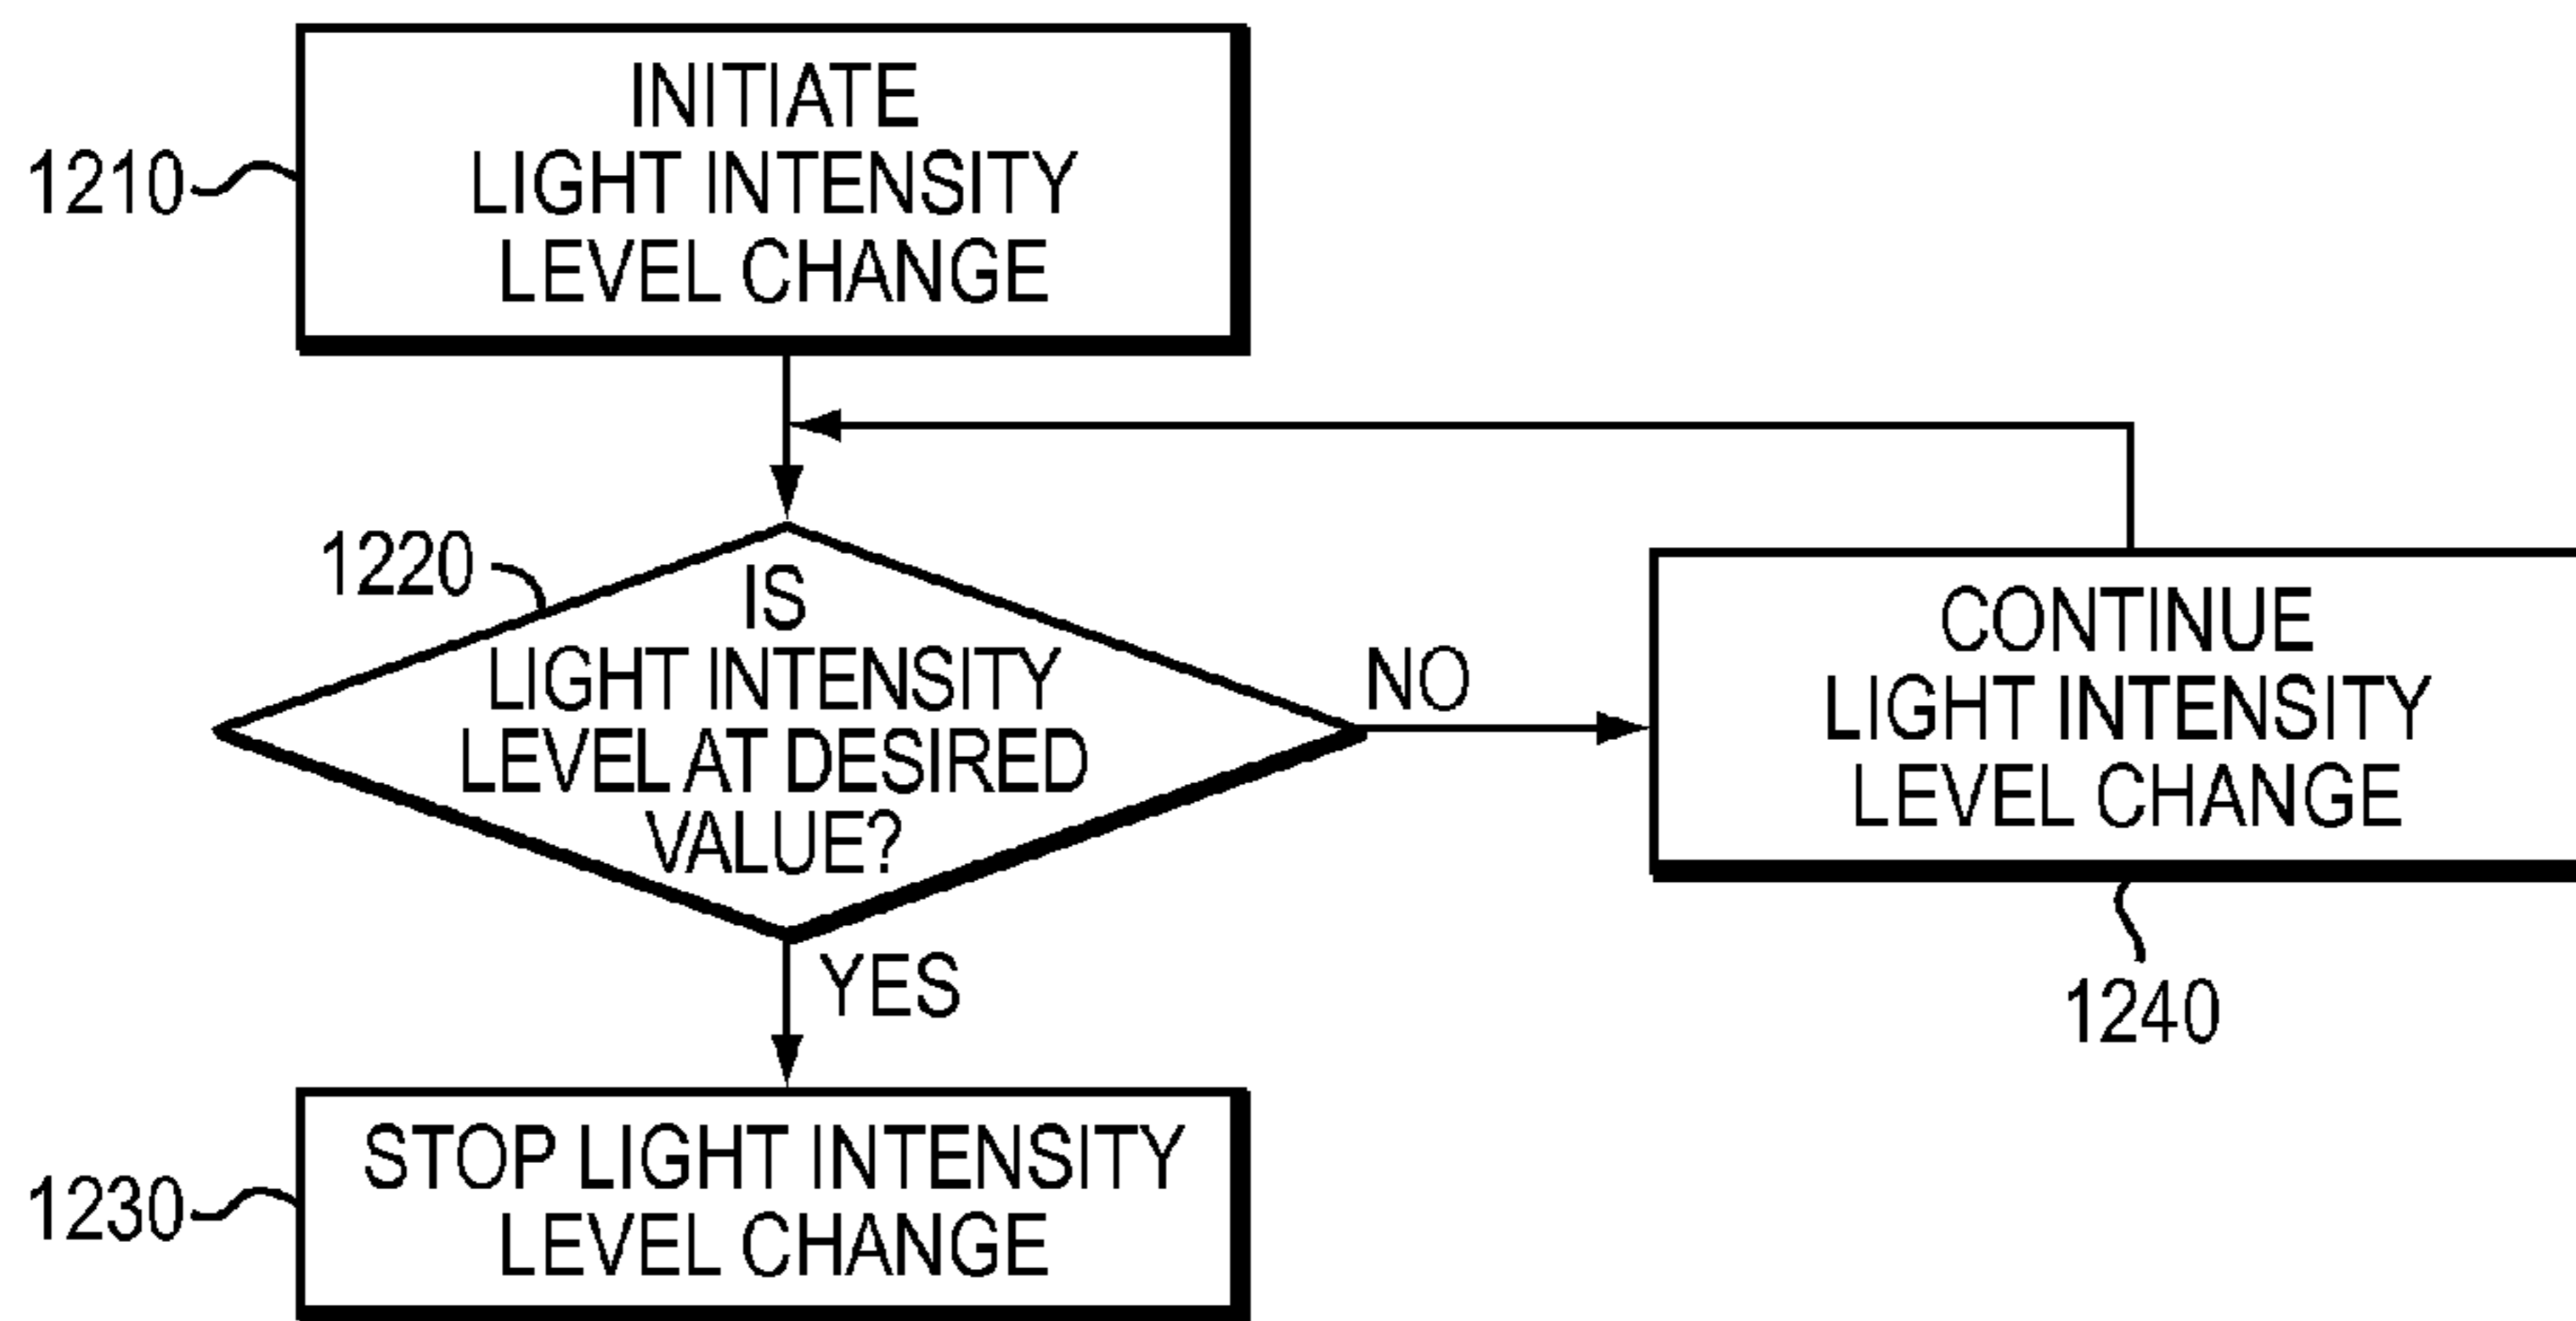 INITIATE
LIGHT INTENSITY
LEVEL CHANGE
1210
1220
IS
LIGHT INTENSITY
LEVEL AT DESIRED
VALUE?
NO
CONTINUE
LIGHT INTENSITY
LEVEL CHANGE
1240
YES
STOP LIGHT INTENSITY
LEVEL CHANGE
1230